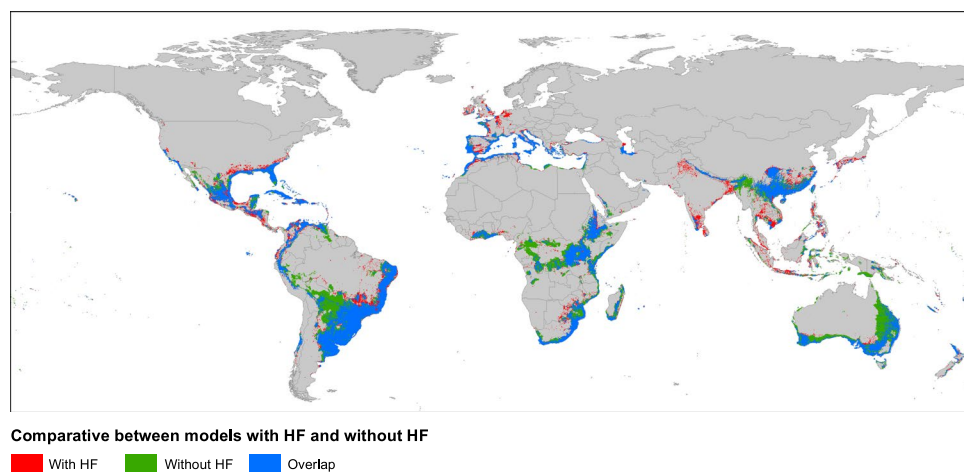 Comparative between models with HF and without HF
With HF Without HF Overlap